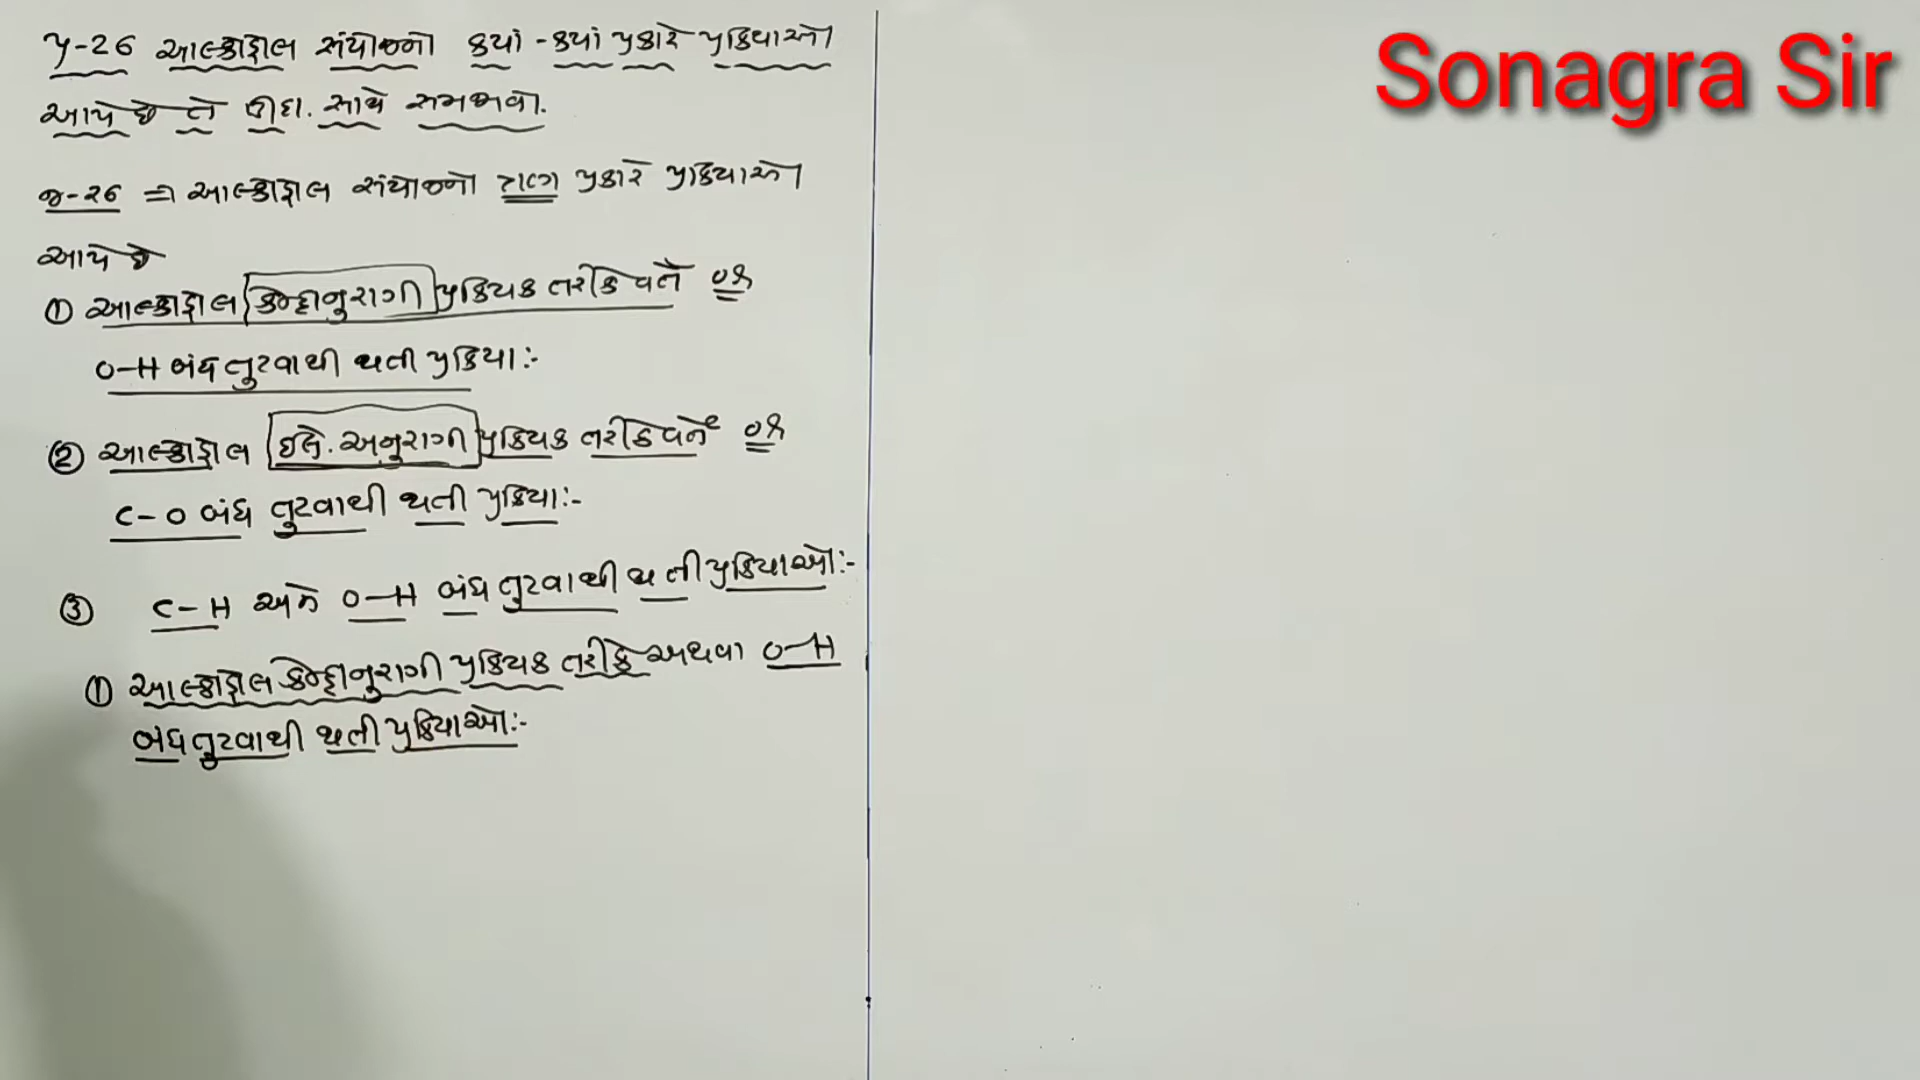 પ્ર-26 આલ્કોહોલ સંયોજનો કયાં-કયાં પ્રકારે પ્રક્રિયાઓ
આપે છે તે ઉદા. સાથે સમજાવો.
જ-26 ⇒ આલ્કોહોલ સંયોજનો ત્રણ પ્રકારે પ્રક્રિયાઓ
આપે છે
① આલ્કોહોલ કેન્દ્રાનુરાગી પ્રક્રિયક તરીકે વર્તે
O-H બંધ તુટવાથી થતી પ્રક્રિયા:-
② આલ્કોહોલ ઈલે. અનુરાગી પ્રક્રિયક તરીકે વર્તે
C-O બંધ તુટવાથી થતી પ્રક્રિયા:-
③ C-H અને O-H બંધ તુટવાથી થતી પ્રક્રિયાઓ:-
① આલ્કોહોલ કેન્દ્રાનુરાગી પ્રક્રિયક તરીકે અથવા O-H
બંધ તુટવાથી થતી પ્રક્રિયાઓ:-
Sonagra Sir